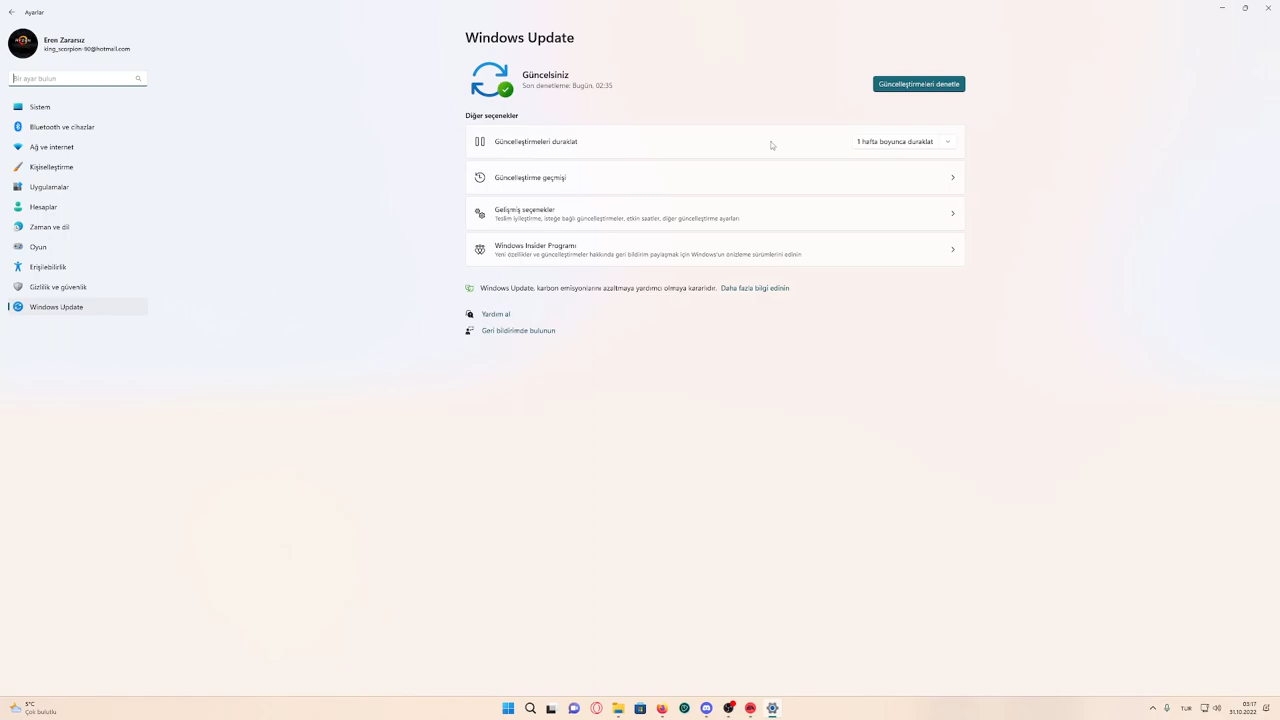 Ayarlar
Eren Zararsız
king_scorpion-90@hotmail.com
Bir ayar bulun
Sistem
Bluetooth ve cihazlar
Ağ ve internet
Kişiselleştirme
Uygulamalar
Hesaplar
Zaman ve dil
Oyun
Erişilebilirlik
Gizlilik ve güvenlik
Windows Update
Windows Update
Güncelsiniz
Son denetleme: Bugün, 02:35
Güncelleştirmeleri denetle
Diğer seçenekler
Güncelleştirmeleri duraklat
1 hafta boyunca duraklat
Güncelleştirme geçmişi
Gelişmiş seçenekler
Teslim iyileştirme, isteğe bağlı güncelleştirmeler, etkin saatler, diğer güncelleştirme ayarları
Windows Insider Programı
Yeni özellikler ve güncelleştirmeler hakkında geri bildirim paylaşmak için Windows'un önizleme sürümlerini edinin
Windows Update, karbon emisyonlarını azaltmaya yardımcı olmaya kararlıdır. Daha fazla bilgi edinin
Yardım al
Geri bildirimde bulunun
5°C
Çok bulutlu
TUR
03:17
31.10.2022